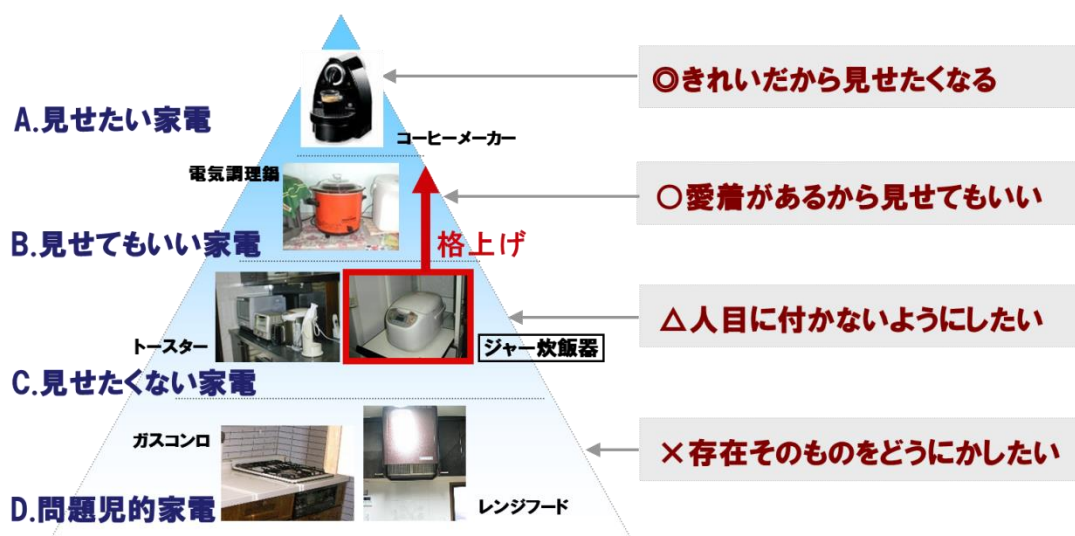 ◎きれいだから見せたくなる
A.見せたい家電
コーヒーメーカー
電気調理鍋
○愛着があるから見せてもいい
B.見せてもいい家電
格上げ
△人目に付かないようにしたい
トースター
ジャー炊飯器
C.見せたくない家電
ガスコンロ
×存在そのものをどうにかしたい
D.問題児的家電
レンジフード